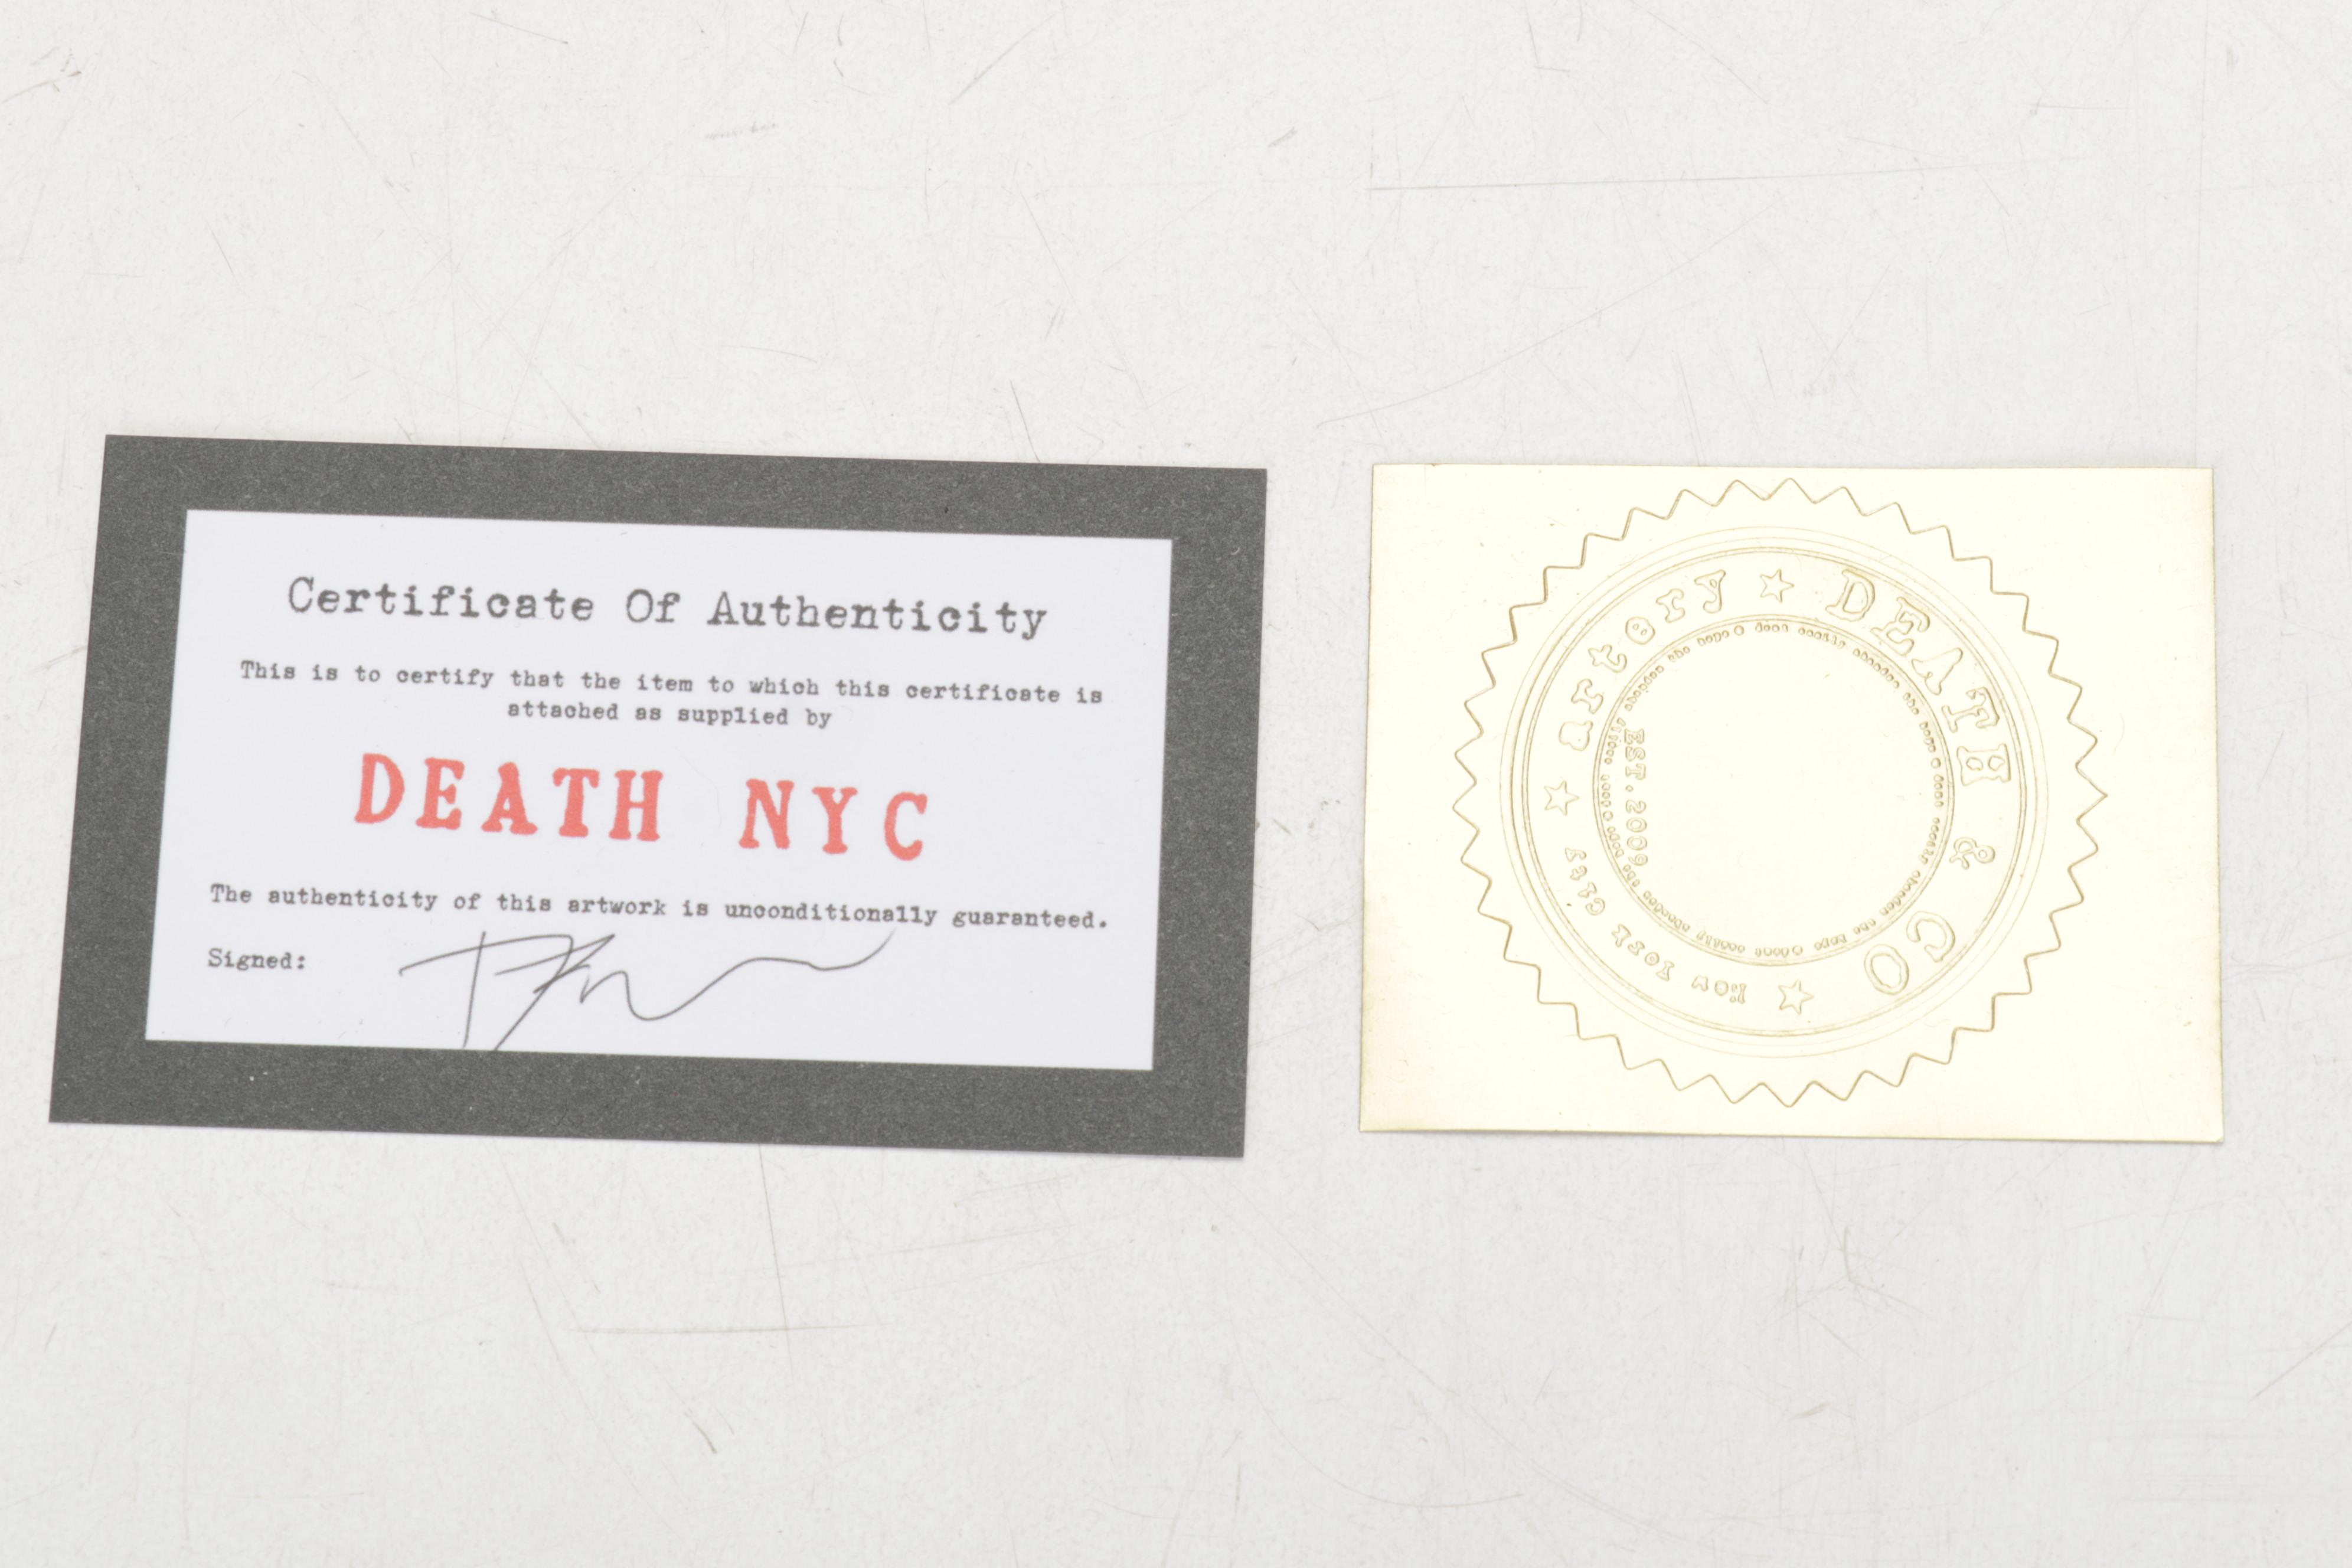 Certificate Of Authenticity
This is to certify that the item to which this certificate is
attached as supplied by
DEATH NYC
The authenticity of this artwork is unconditionally guaranteed.
Signed:
artery ☆ DEATH & CO ☆ New York City ☆
EST. 2009